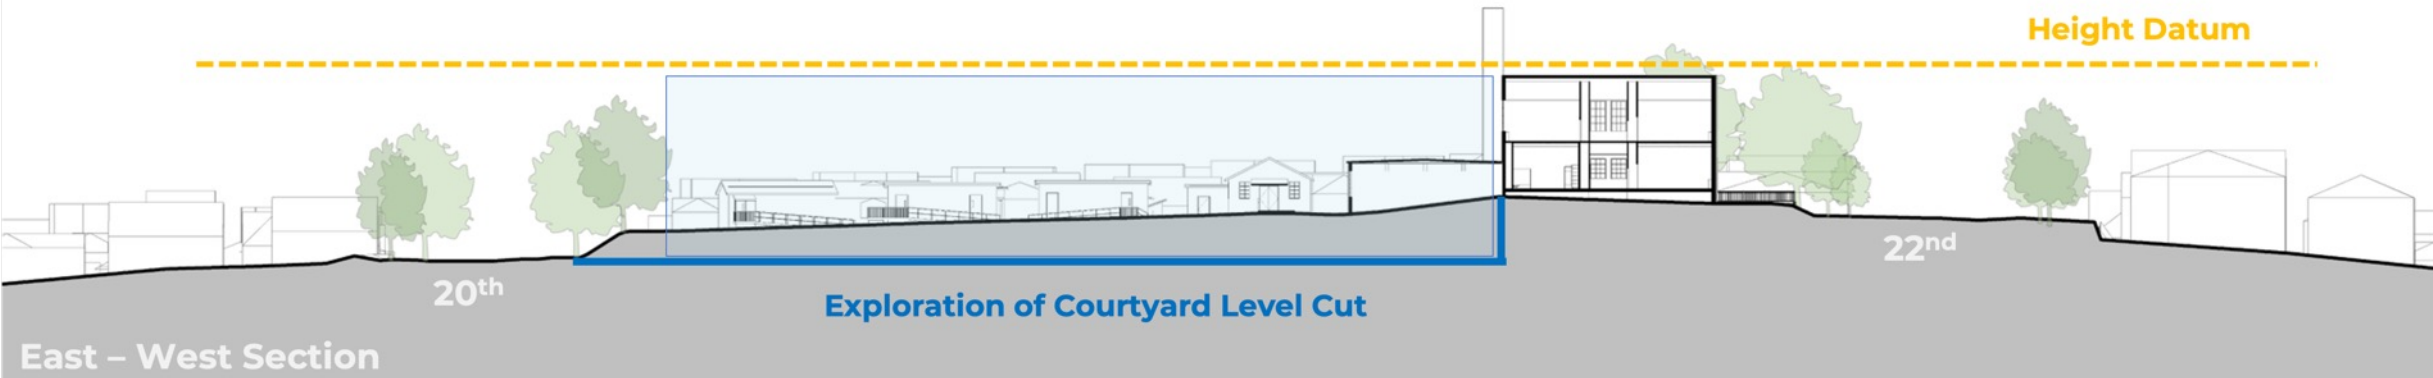 Height Datum
22nd
20th
Exploration of Courtyard Level Cut
East – West Section